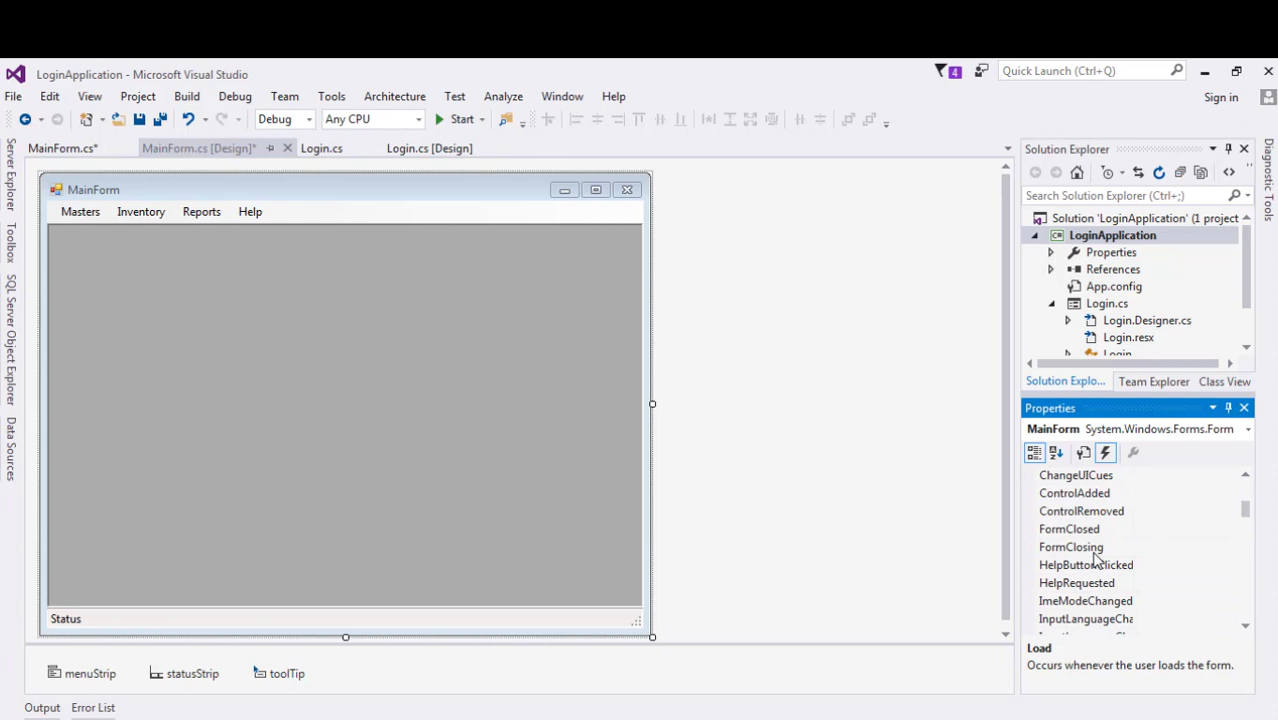 LoginApplication - Microsoft Visual Studio
4
Quick Launch (Ctrl+Q)
File Edit View Project Build Debug Team Tools Architecture Test Analyze Window Help
Sign in
Debug Any CPU Start
MainForm.cs* MainForm.cs [Design]* Login.cs Login.cs [Design]
Server Explorer
Toolbox
SQL Server Object Explorer
Data Sources
MainForm
Masters Inventory Reports Help
Status
menuStrip statusStrip toolTip
Output Error List
Solution Explorer
Search Solution Explorer (Ctrl+;)
Solution 'LoginApplication' (1 project
C# LoginApplication
Properties
References
App.config
Login.cs
Login.Designer.cs
Login.resx
Login
Solution Explo... Team Explorer Class View
Properties
MainForm System.Windows.Forms.Form
ChangeUICues
ControlAdded
ControlRemoved
FormClosed
FormClosing
HelpButtonClicked
HelpRequested
ImeModeChanged
InputLanguageCha
Load
Occurs whenever the user loads the form.
Diagnostic Tools